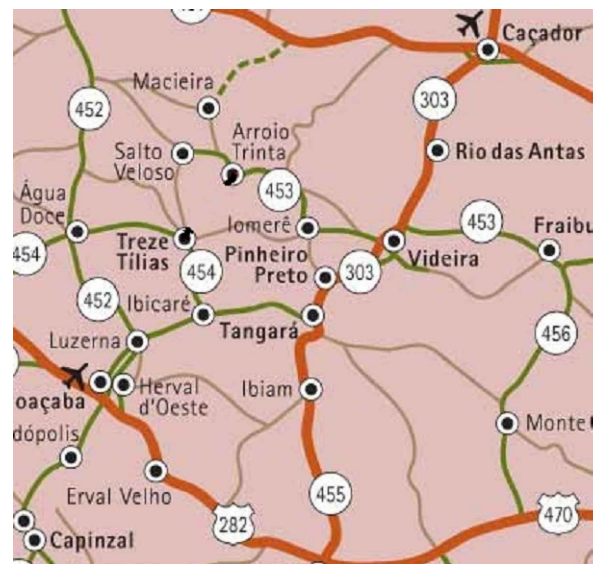 Caçador
Macieira
452
303
Arroio
Trinta
Salto
Veloso
Rio das Antas
453
Água
Doce
Iomerê
453
Fraibu
454
Treze
Tílias
Pinheiro
Preto
Videira
454
303
452
Ibicaré
Tangará
456
Luzerna
oaçaba
Herval
d'Oeste
Ibiam
Monte
dópolis
Erval Velho
455
282
470
Capinzal